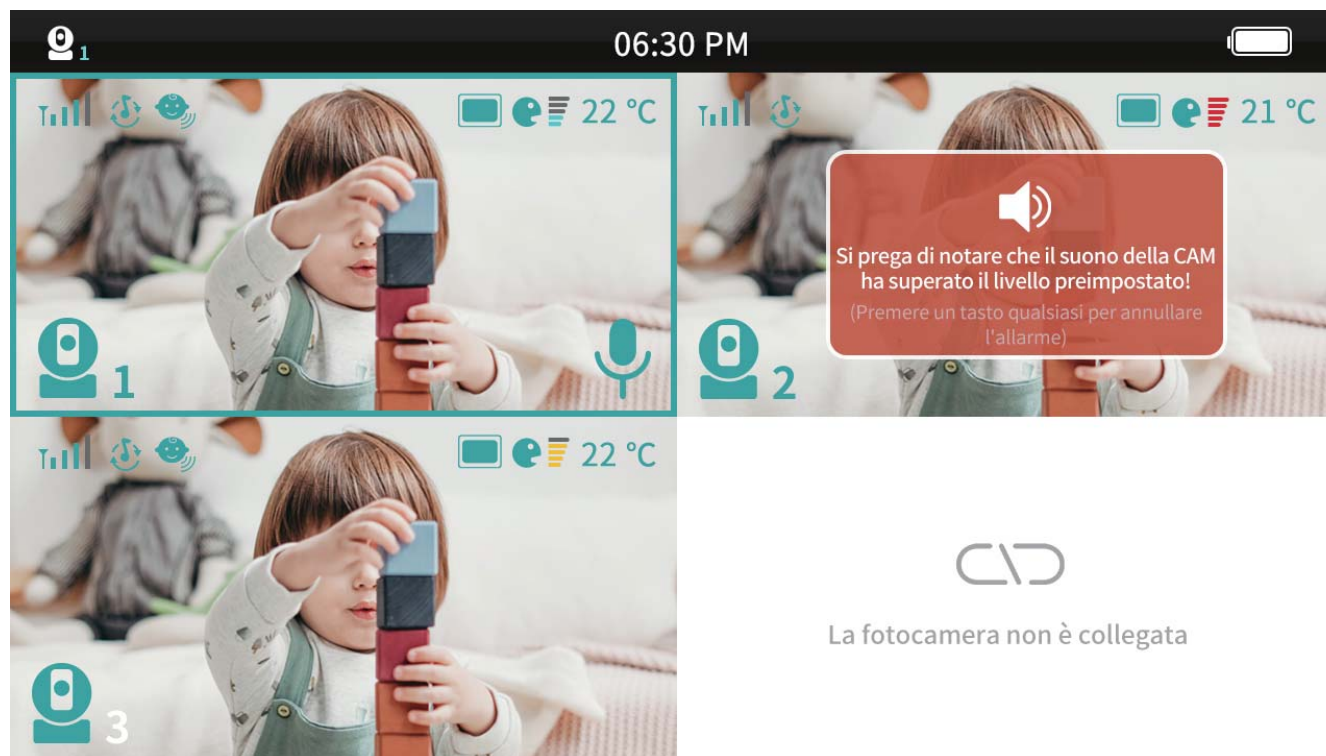 1
06:30 PM
22 °C
21 °C
Si prega di notare che il suono della CAM
ha superato il livello preimpostato!
(Premere un tasto qualsiasi per annullare
l'allarme)
1
2
22 °C
La fotocamera non è collegata
3